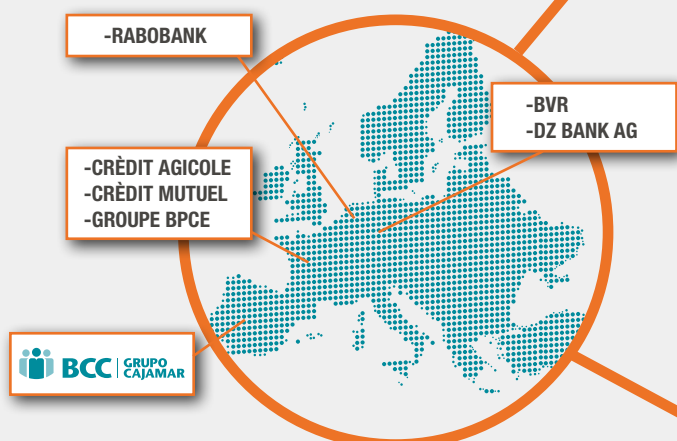 -RABOBANK
-BVR
-DZ BANK AG
-CRÈDIT AGICOLE
-CRÈDIT MUTUEL
-GROUPE BPCE
BCC GRUPO
CAJAMAR